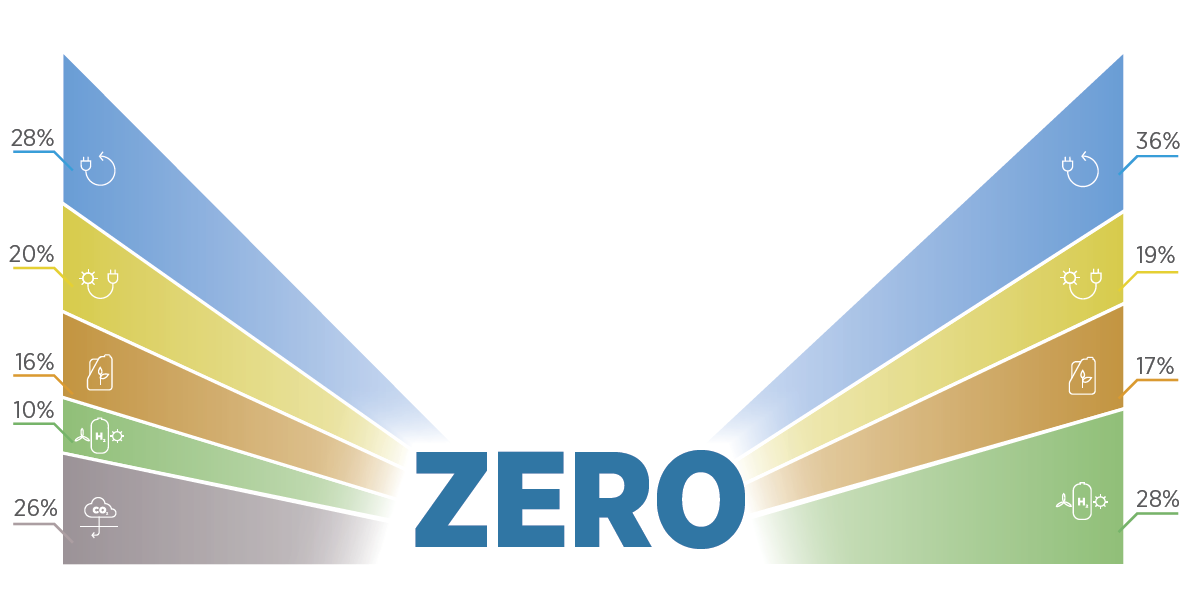 28%
20%
16%
10%
26%
H₂
CO₂
ZERO
36%
19%
17%
28%
H₂